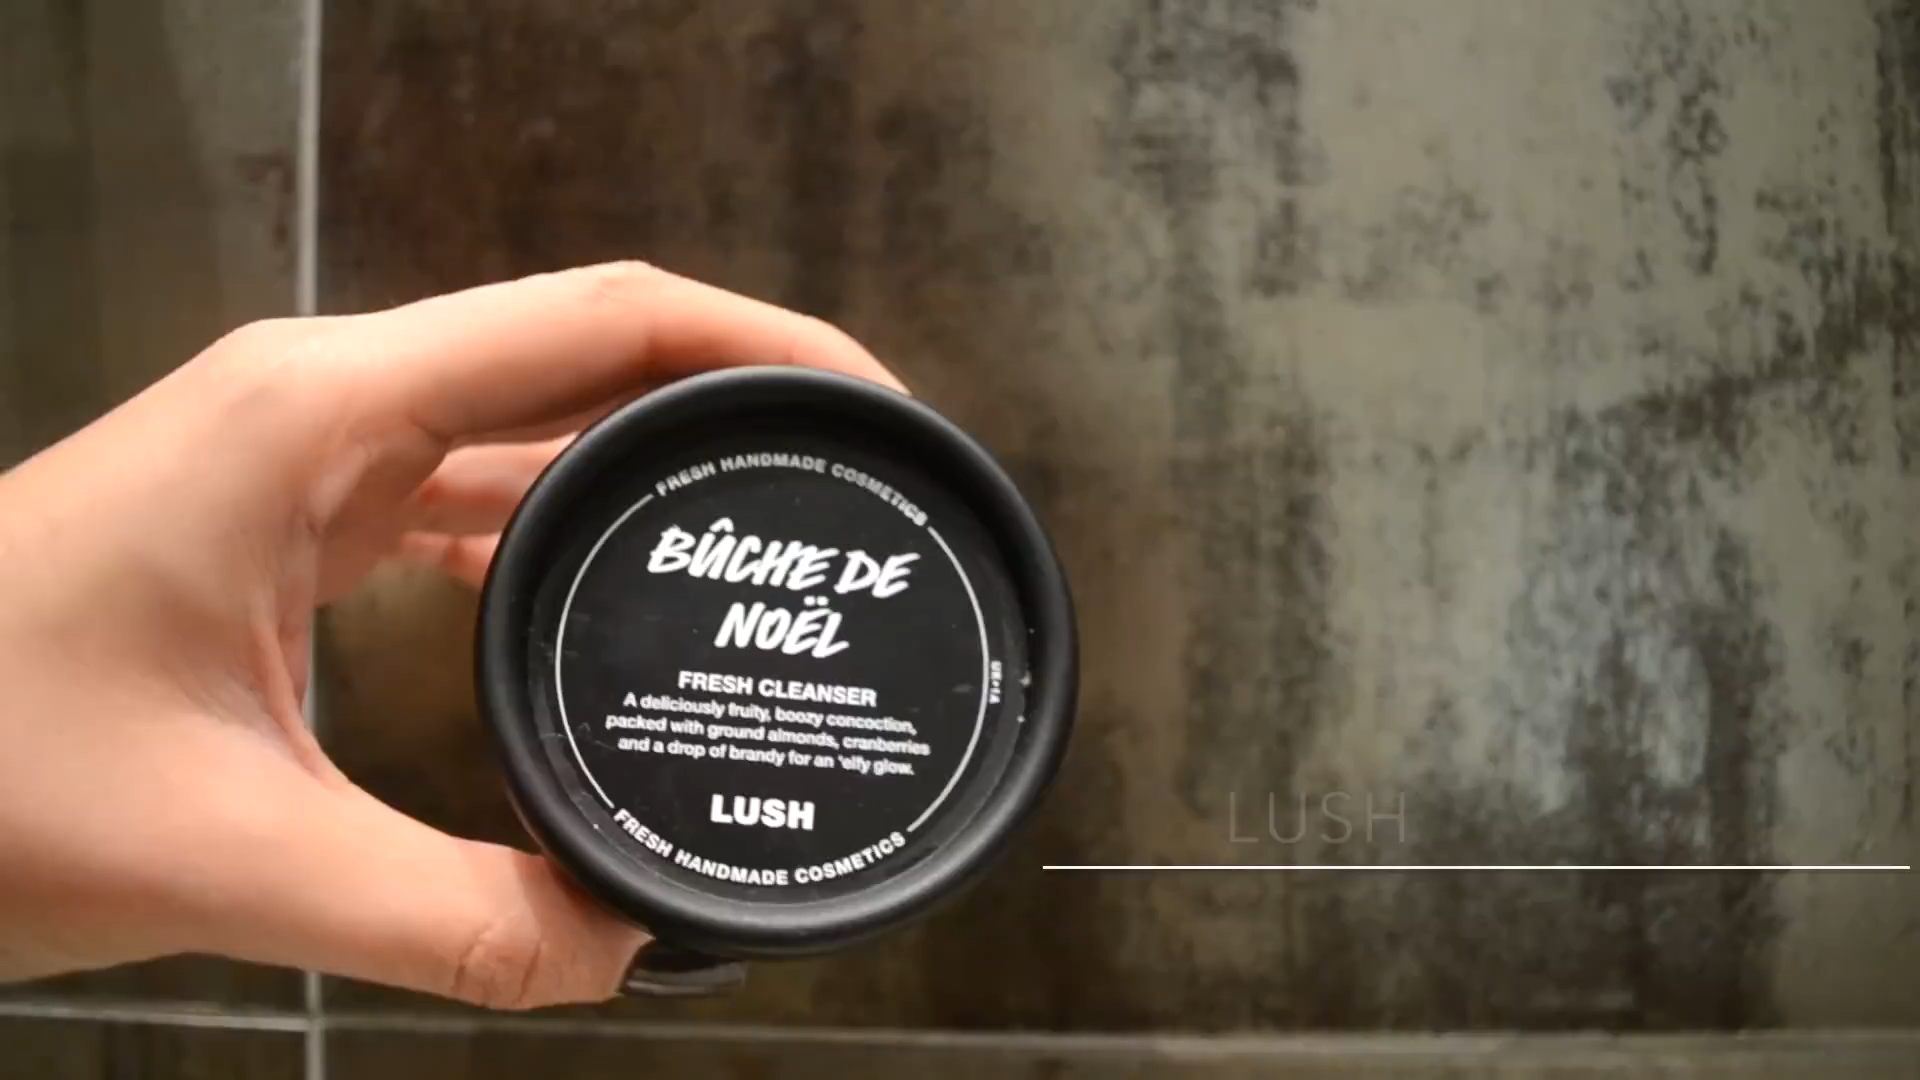 FRESH HANDMADE COSMETICS
BÛCHE DE
NOËL
FRESH CLEANSER
A deliciously fruity, boozy concoction,
packed with ground almonds, cranberries
and a drop of brandy for an 'elfy glow.
LUSH
FRESH HANDMADE COSMETICS
LUSH